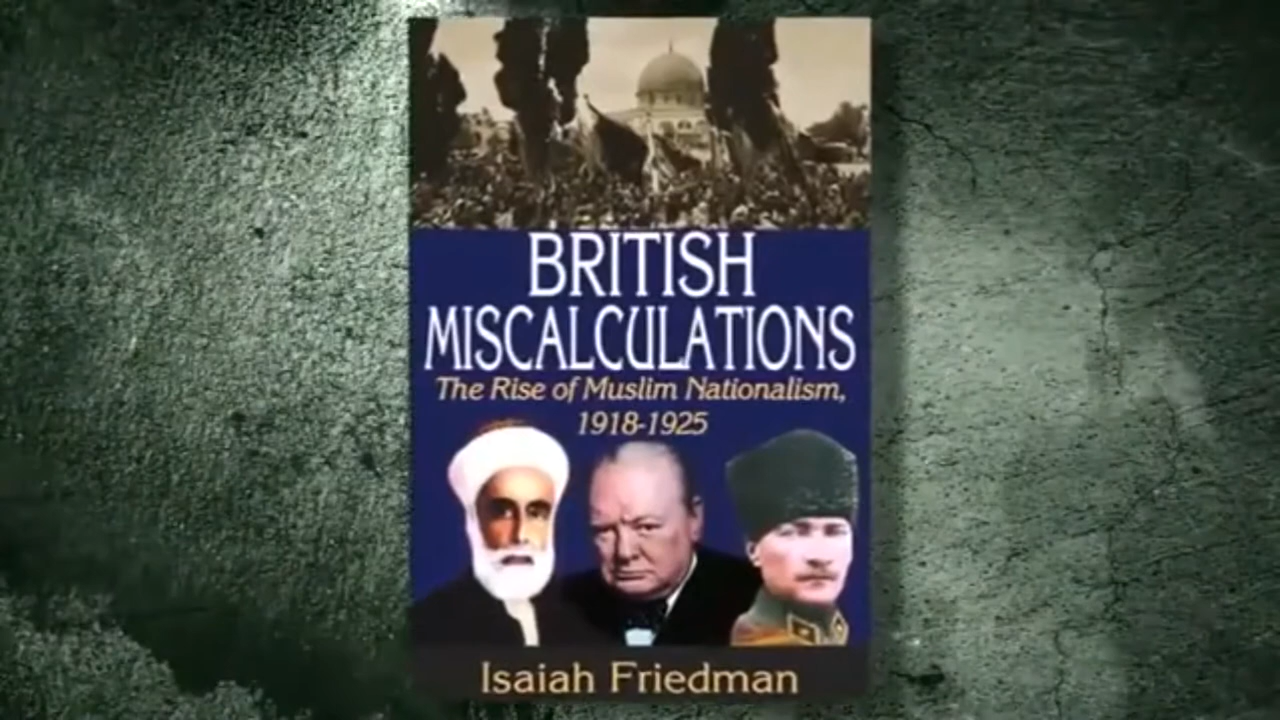 BRITISH
MISCALCULATIONS
The Rise of Muslim Nationalism,
1918-1925
Isaiah Friedman